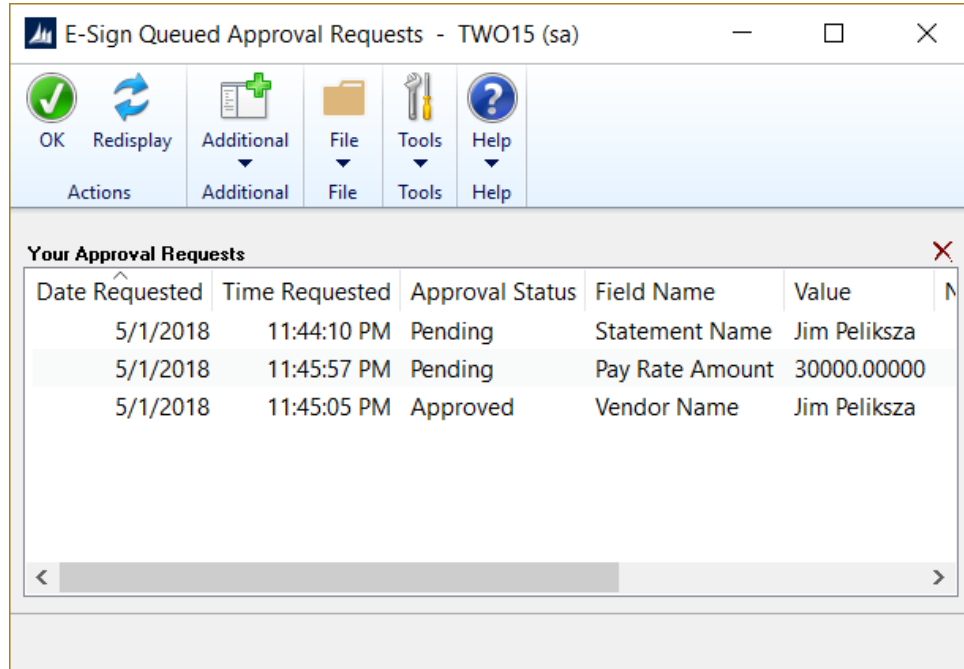 E-Sign Queued Approval Requests - TWO15 (sa)
OK Redisplay Additional File Tools Help
Actions Additional File Tools Help
Your Approval Requests
Date Requested Time Requested Approval Status Field Name Value
5/1/2018 11:44:10 PM Pending Statement Name Jim Peliksza
5/1/2018 11:45:57 PM Pending Pay Rate Amount 30000.00000
5/1/2018 11:45:05 PM Approved Vendor Name Jim Peliksza